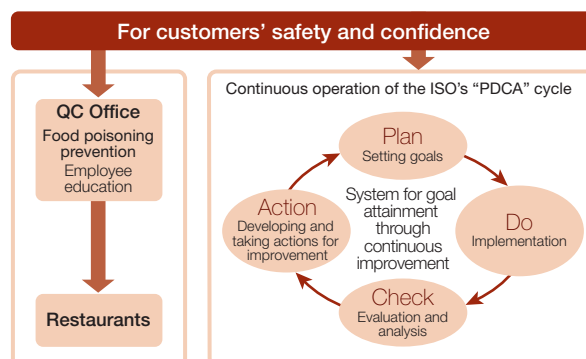 For customers’ safety and confidence
QC Office
Food poisoning
prevention
Employee
education
Restaurants
Continuous operation of the ISO’s “PDCA” cycle
Plan
Setting goals
Do
Implementation
Check
Evaluation and
analysis
Action
Developing and
taking actions for
improvement
System for goal
attainment
through
continuous
improvement